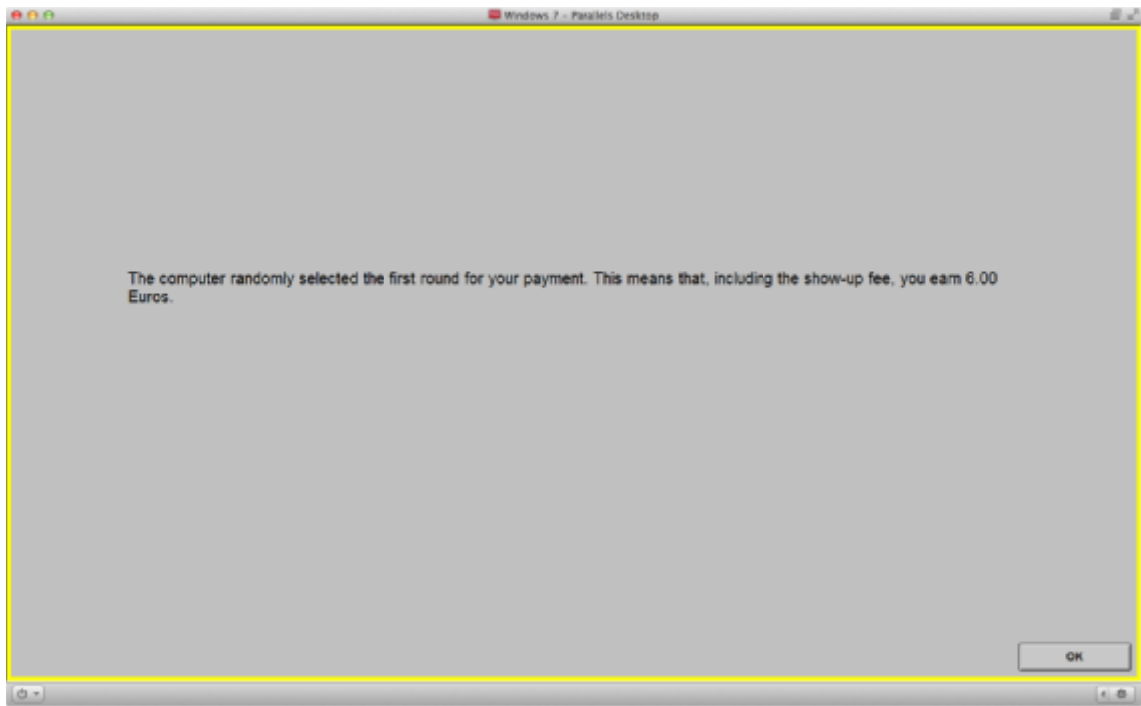 Windows 7 - Parallels Desktop
The computer randomly selected the first round for your payment. This means that, including the show-up fee, you earn 6.00
Euros.
OK